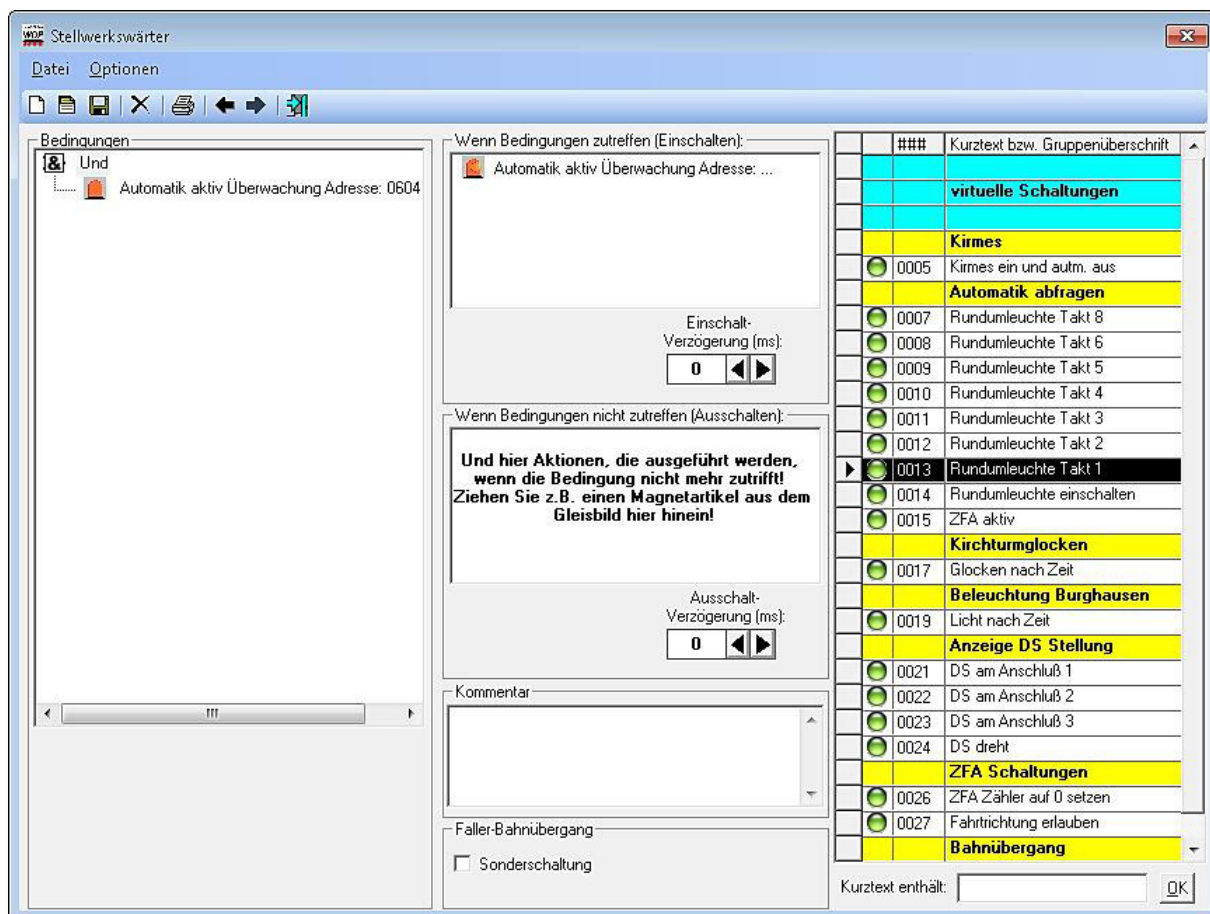 Stellwerkswärter
Datei Optionen
Bedingungen
& Und
Automatik aktiv Überwachung Adresse: 0604
Wenn Bedingungen zutreffen (Einschalten):
Automatik aktiv Überwachung Adresse: ...
Einschalt-
Verzögerung (ms):
0
Wenn Bedingungen nicht zutreffen (Ausschalten):
Und hier Aktionen, die ausgeführt werden,
wenn die Bedingung nicht mehr zutrifft!
Ziehen Sie z.B. einen Magnetartikel aus dem
Gleisbild hier hinein!
Ausschalt-
Verzögerung (ms):
0
Kommentar
Faller-Bahnübergang
Sonderschaltung
### Kurztext bzw. Gruppenüberschrift
virtuelle Schaltungen
Kirmes
0005 Kirmes ein und autm. aus
Automatik abfragen
0007 Rundumleuchte Takt 8
0008 Rundumleuchte Takt 6
0009 Rundumleuchte Takt 5
0010 Rundumleuchte Takt 4
0011 Rundumleuchte Takt 3
0012 Rundumleuchte Takt 2
0013 Rundumleuchte Takt 1
0014 Rundumleuchte einschalten
0015 ZFA aktiv
Kirchturmglocken
0017 Glocken nach Zeit
Beleuchtung Burghausen
0019 Licht nach Zeit
Anzeige DS Stellung
0021 DS am Anschluß 1
0022 DS am Anschluß 2
0023 DS am Anschluß 3
0024 DS dreht
ZFA Schaltungen
0026 ZFA Zähler auf 0 setzen
0027 Fahrtrichtung erlauben
Bahnübergang
Kurztext enthält: OK